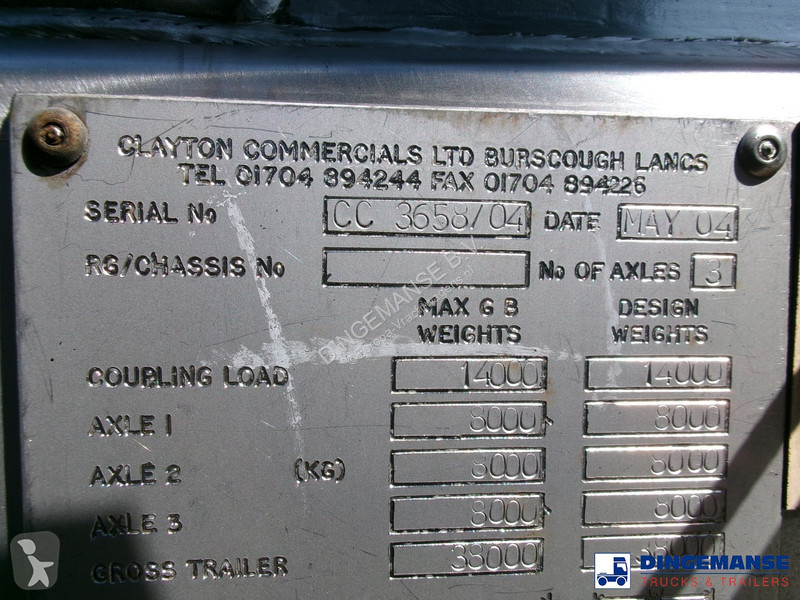 CLAYTON COMMERCIALS LTD BURSCOUGH LANCS
TEL 01704 894244 FAX 01704 894226
SERIAL No CC 3658/04 DATE MAY 04
RG/CHASSIS No No OF AXLES 3
MAX G B WEIGHTS DESIGN WEIGHTS
COUPLING LOAD 14000 14000
AXLE 1 8000 8000
AXLE 2 (KG) 8000 8000
AXLE 3 8000 8000
GROSS TRAILER 38000 38000
DINGEMANSE B.V.
DINGEMANSE
TRUCKS & TRAILERS